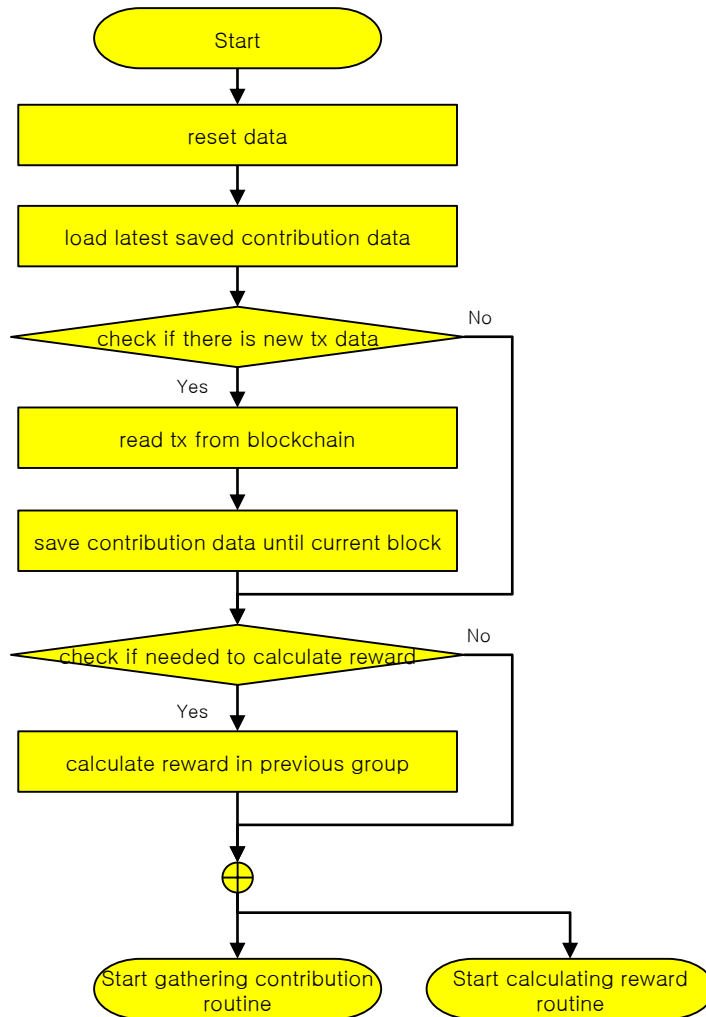 Start
reset data
load latest saved contribution data
check if there is new tx data
No
Yes
read tx from blockchain
save contribution data until current block
check if needed to calculate reward
No
Yes
calculate reward in previous group
Start gathering contribution
routine
Start calculating reward
routine